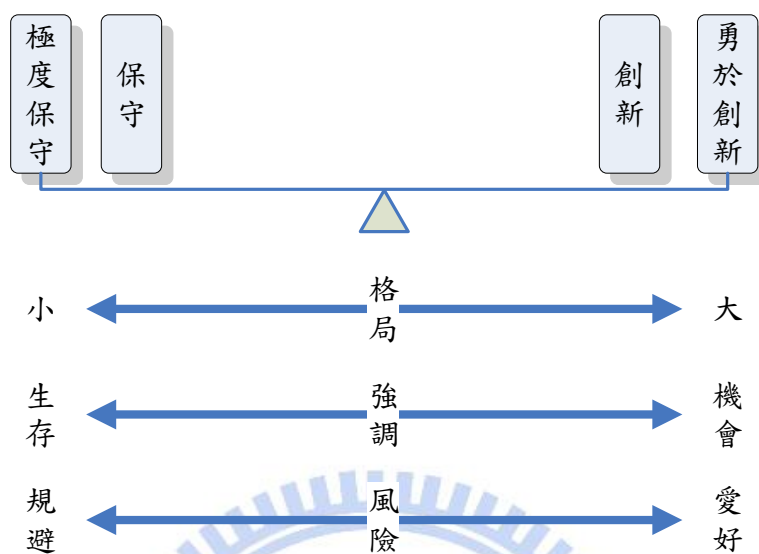 極度保守
保守
創新
勇於創新
小
格局
大
生存
強調
機會
規避
風險
愛好